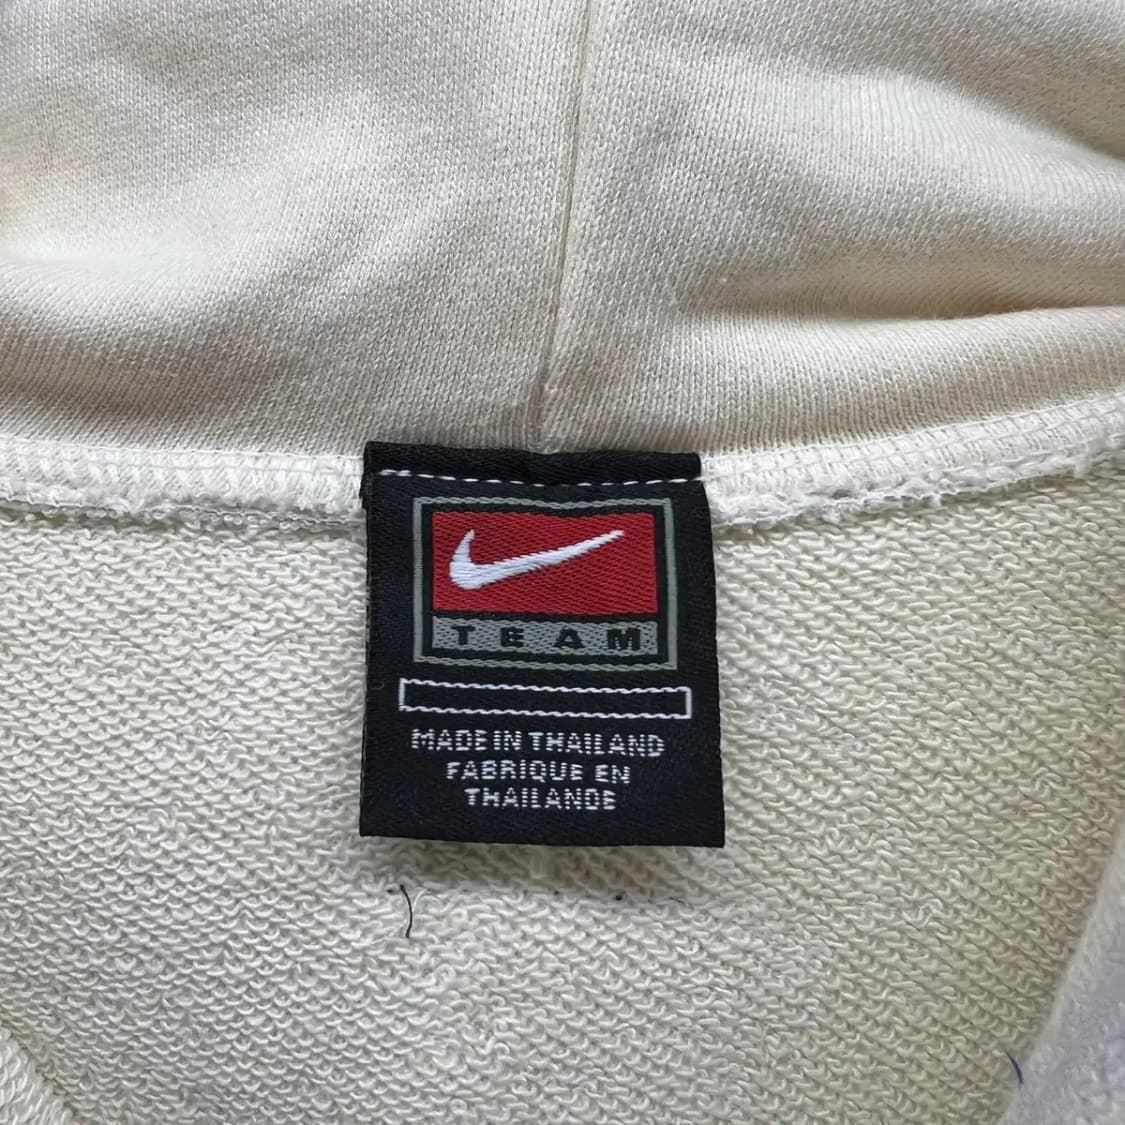 TEAM
MADE IN THAILAND
FABRIQUE EN
THAILANDE